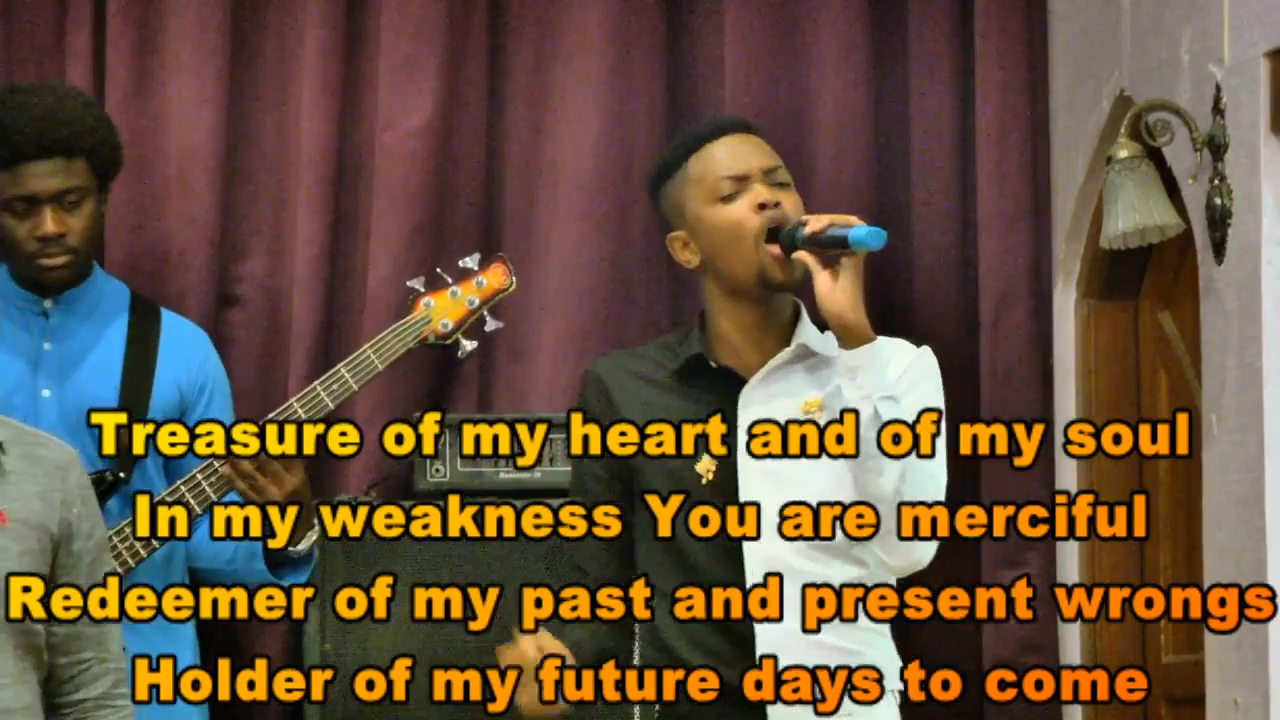 Treasure of my heart and of my soul
In my weakness You are merciful
Redeemer of my past and present wrongs
Holder of my future days to come